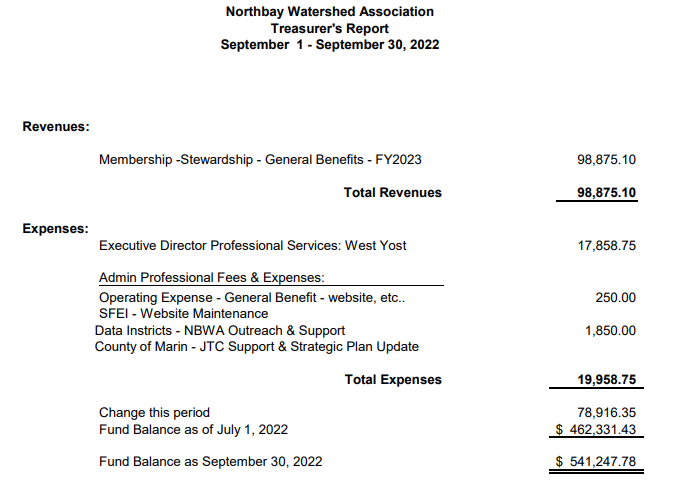 Northbay Watershed Association
Treasurer's Report
September 1 - September 30, 2022
Revenues:
Membership -Stewardship - General Benefits - FY2023 98,875.10
Total Revenues 98,875.10
Expenses:
Executive Director Professional Services: West Yost 17,858.75
Admin Professional Fees & Expenses:
Operating Expense - General Benefit - website, etc.. 250.00
SFEI - Website Maintenance
Data Instricts - NBWA Outreach & Support 1,850.00
County of Marin - JTC Support & Strategic Plan Update
Total Expenses 19,958.75
Change this period 78,916.35
Fund Balance as of July 1, 2022 $ 462,331.43
Fund Balance as September 30, 2022 $ 541,247.78